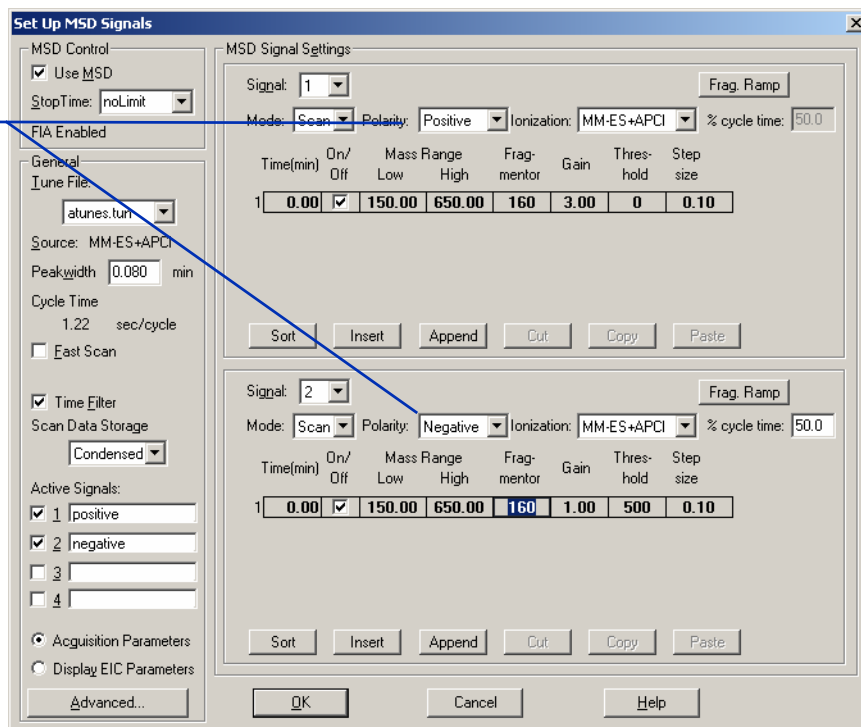 Set Up MSD Signals
MSD Control
Use MSD
StopTime: noLimit
FIA Enabled
General
Tune File:
atunes.tun
Source: MM-ES+APCI
Peakwidth 0.080 min
Cycle Time
1.22 sec/cycle
Fast Scan
Time Filter
Scan Data Storage
Condensed
Active Signals:
1 positive
2 negative
3
4
Acquisition Parameters
Display EIC Parameters
Advanced...
MSD Signal Settings
Signal: 1 Frag. Ramp
Mode: Scan Polarity: Positive Ionization: MM-ES+APCI % cycle time: 50.0
Time(min) On/ Off Mass Range Low High Frag- mentor Gain Thres- hold Step size
1 0.00 150.00 650.00 160 3.00 0 0.10
Sort Insert Append Cut Copy Paste
Signal: 2 Frag. Ramp
Mode: Scan Polarity: Negative Ionization: MM-ES+APCI % cycle time: 50.0
Time(min) On/ Off Mass Range Low High Frag- mentor Gain Thres- hold Step size
1 0.00 150.00 650.00 160 1.00 500 0.10
Sort Insert Append Cut Copy Paste
OK Cancel Help